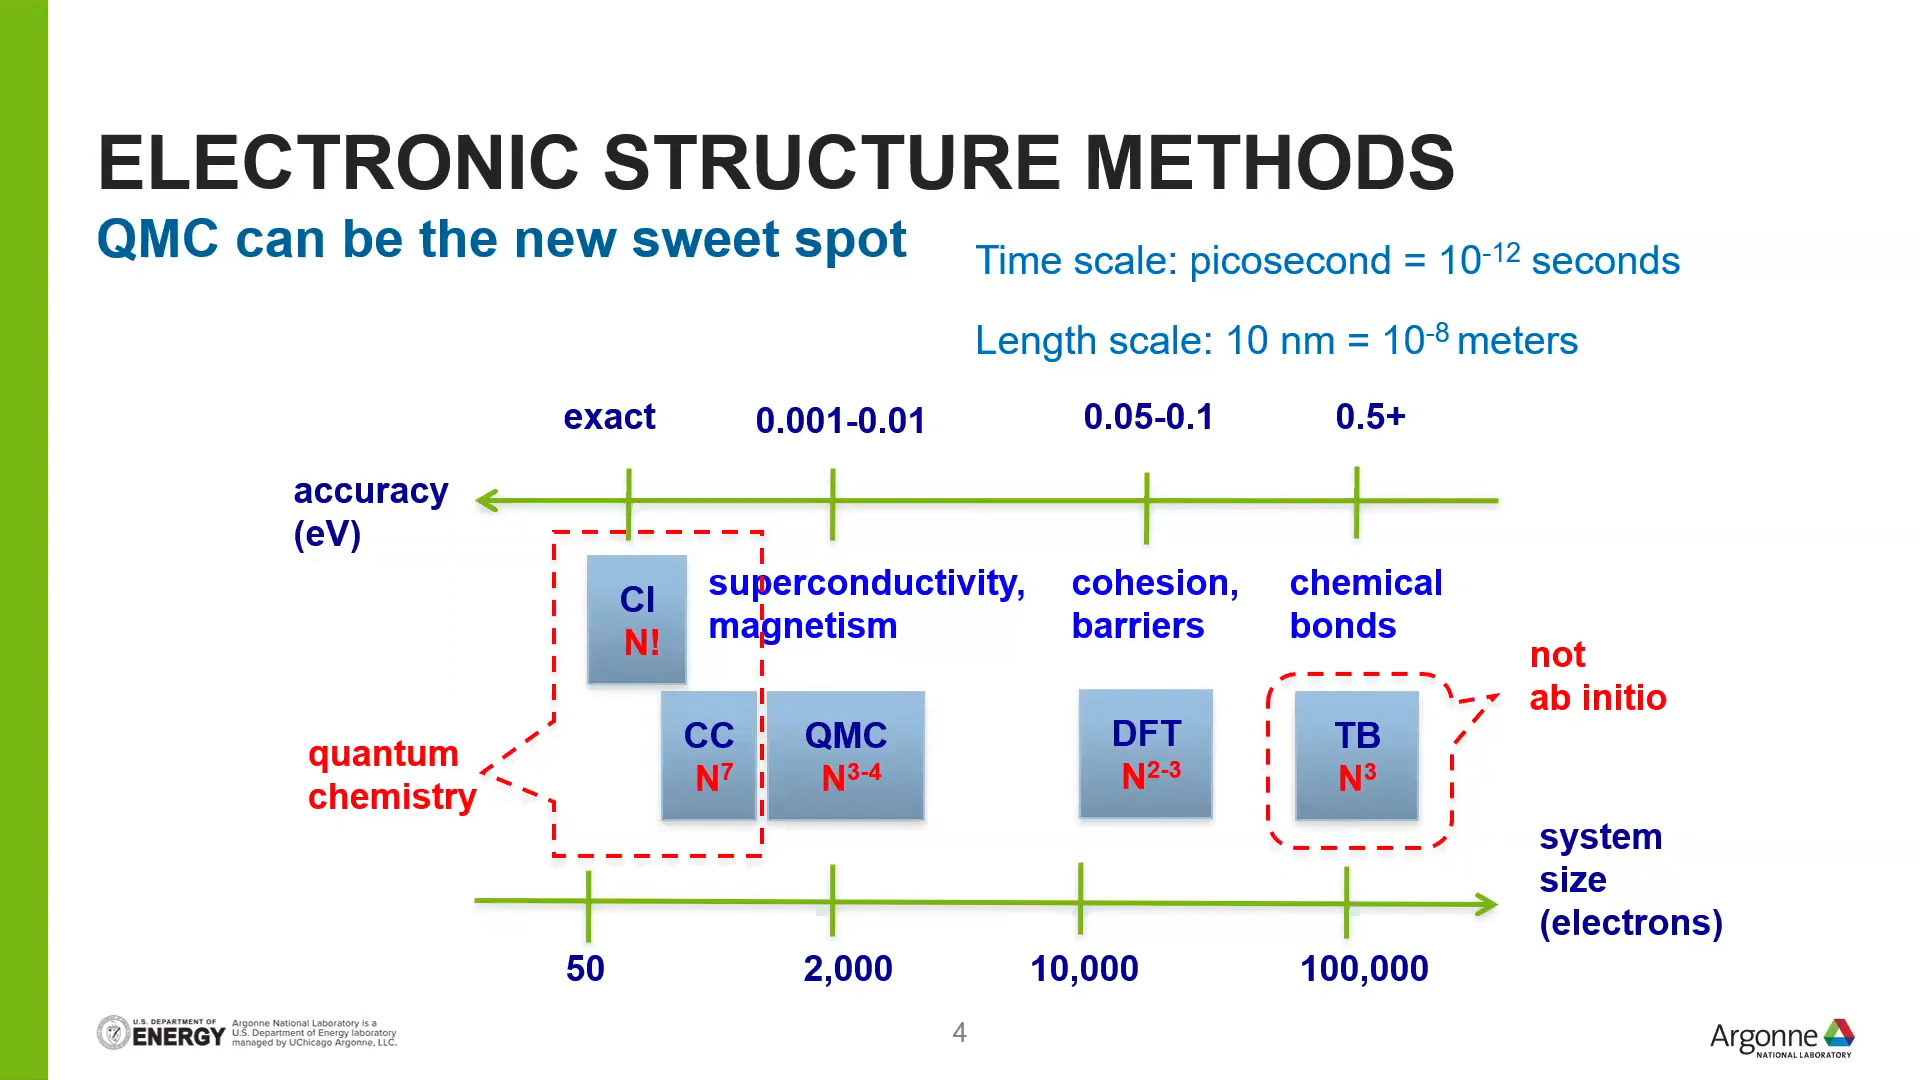 ELECTRONIC STRUCTURE METHODS
QMC can be the new sweet spot
Time scale: picosecond = 10⁻¹² seconds
Length scale: 10 nm = 10⁻⁸ meters
exact
0.001-0.01
0.05-0.1
0.5+
accuracy
(eV)
CI
N!
superconductivity,
magnetism
cohesion,
barriers
chemical
bonds
not
ab initio
quantum
chemistry
CC
N⁷
QMC
N³⁻⁴
DFT
N²⁻³
TB
N³
system
size
(electrons)
50
2,000
10,000
100,000
U.S. DEPARTMENT OF
ENERGY
Argonne National Laboratory is a
U.S. Department of Energy laboratory
managed by UChicago Argonne, LLC.
4
Argonne
NATIONAL LABORATORY